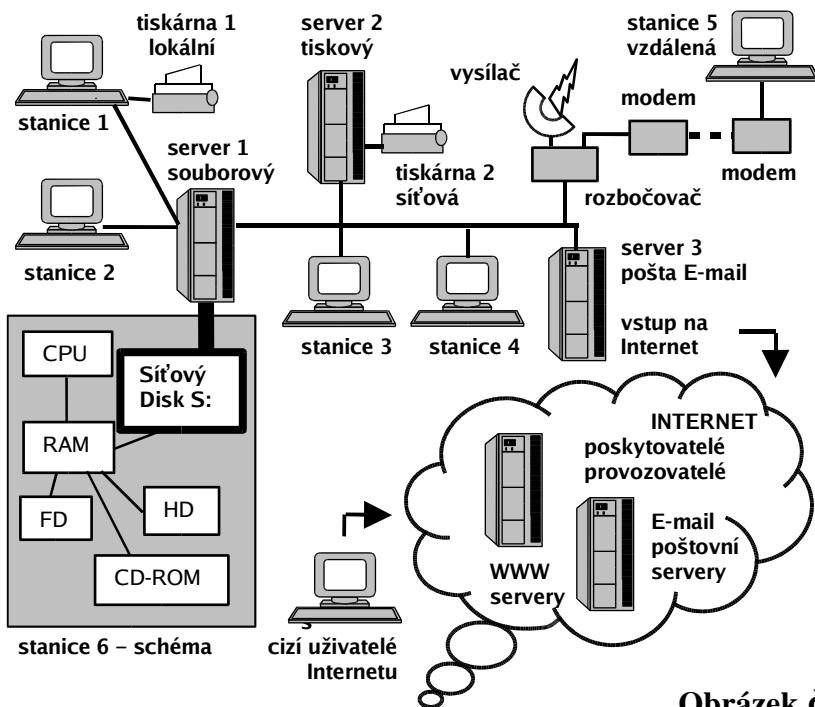 tiskárna 1
lokální
stanice 1
server 2
tiskový
vysílač
stanice 5
vzdálená
modem
modem
server 1
souborový
tiskárna 2
síťová
rozbočovač
stanice 2
stanice 3
stanice 4
server 3
pošta E-mail
vstup na
Internet
CPU
Síťový
Disk S:
RAM
FD
HD
CD-ROM
stanice 6 – schéma
INTERNET
poskytovatelé
provozovatelé
WWW
servery
E-mail
poštovní
servery
s
cizí uživatelé
Internetu
Obrázek